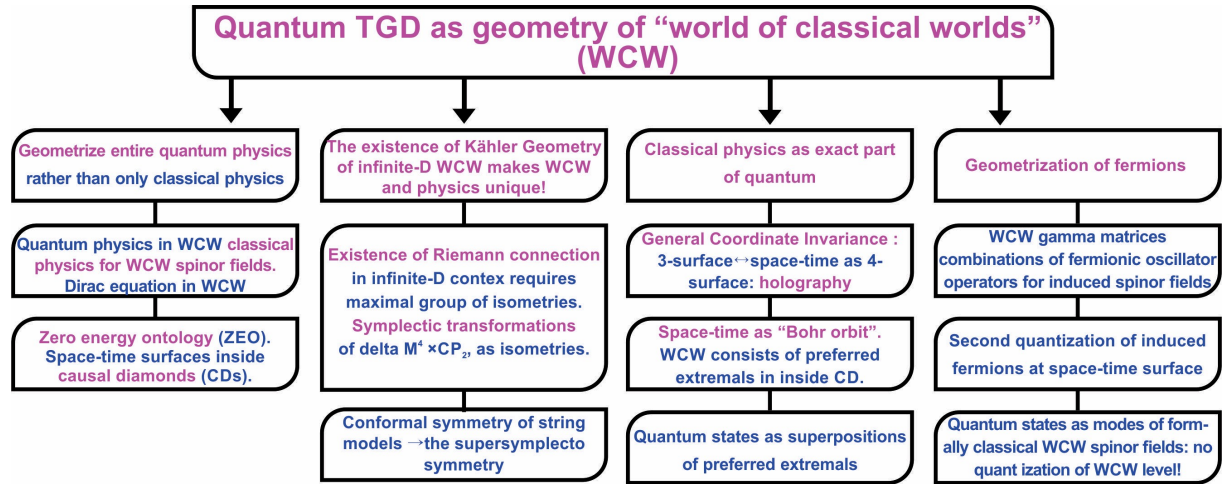 Quantum TGD as geometry of “world of classical worlds”
(WCW)
Geometrize entire quantum physics
rather than only classical physics
Quantum physics in WCW classical
physics for WCW spinor fields.
Dirac equation in WCW
Zero energy ontology (ZEO).
Space-time surfaces inside
causal diamonds (CDs).
The existence of Kähler Geometry
of infinite-D WCW makes WCW
and physics unique!
Existence of Riemann connection
in infinite-D contex requires
maximal group of isometries.
Symplectic transformations
of delta M⁴ ×CP₂, as isometries.
Conformal symmetry of string
models →the supersymplecto
symmetry
Classical physics as exact part
of quantum
General Coordinate Invariance :
3-surface↔space-time as 4-
surface: holography
Space-time as “Bohr orbit”.
WCW consists of preferred
extremals in inside CD.
Quantum states as superpositions
of preferred extremals
Geometrization of fermions
WCW gamma matrices
combinations of fermionic oscillator
operators for induced spinor fields
Second quantization of induced
fermions at space-time surface
Quantum states as modes of form-
ally classical WCW spinor fields: no
quant ization of WCW level!